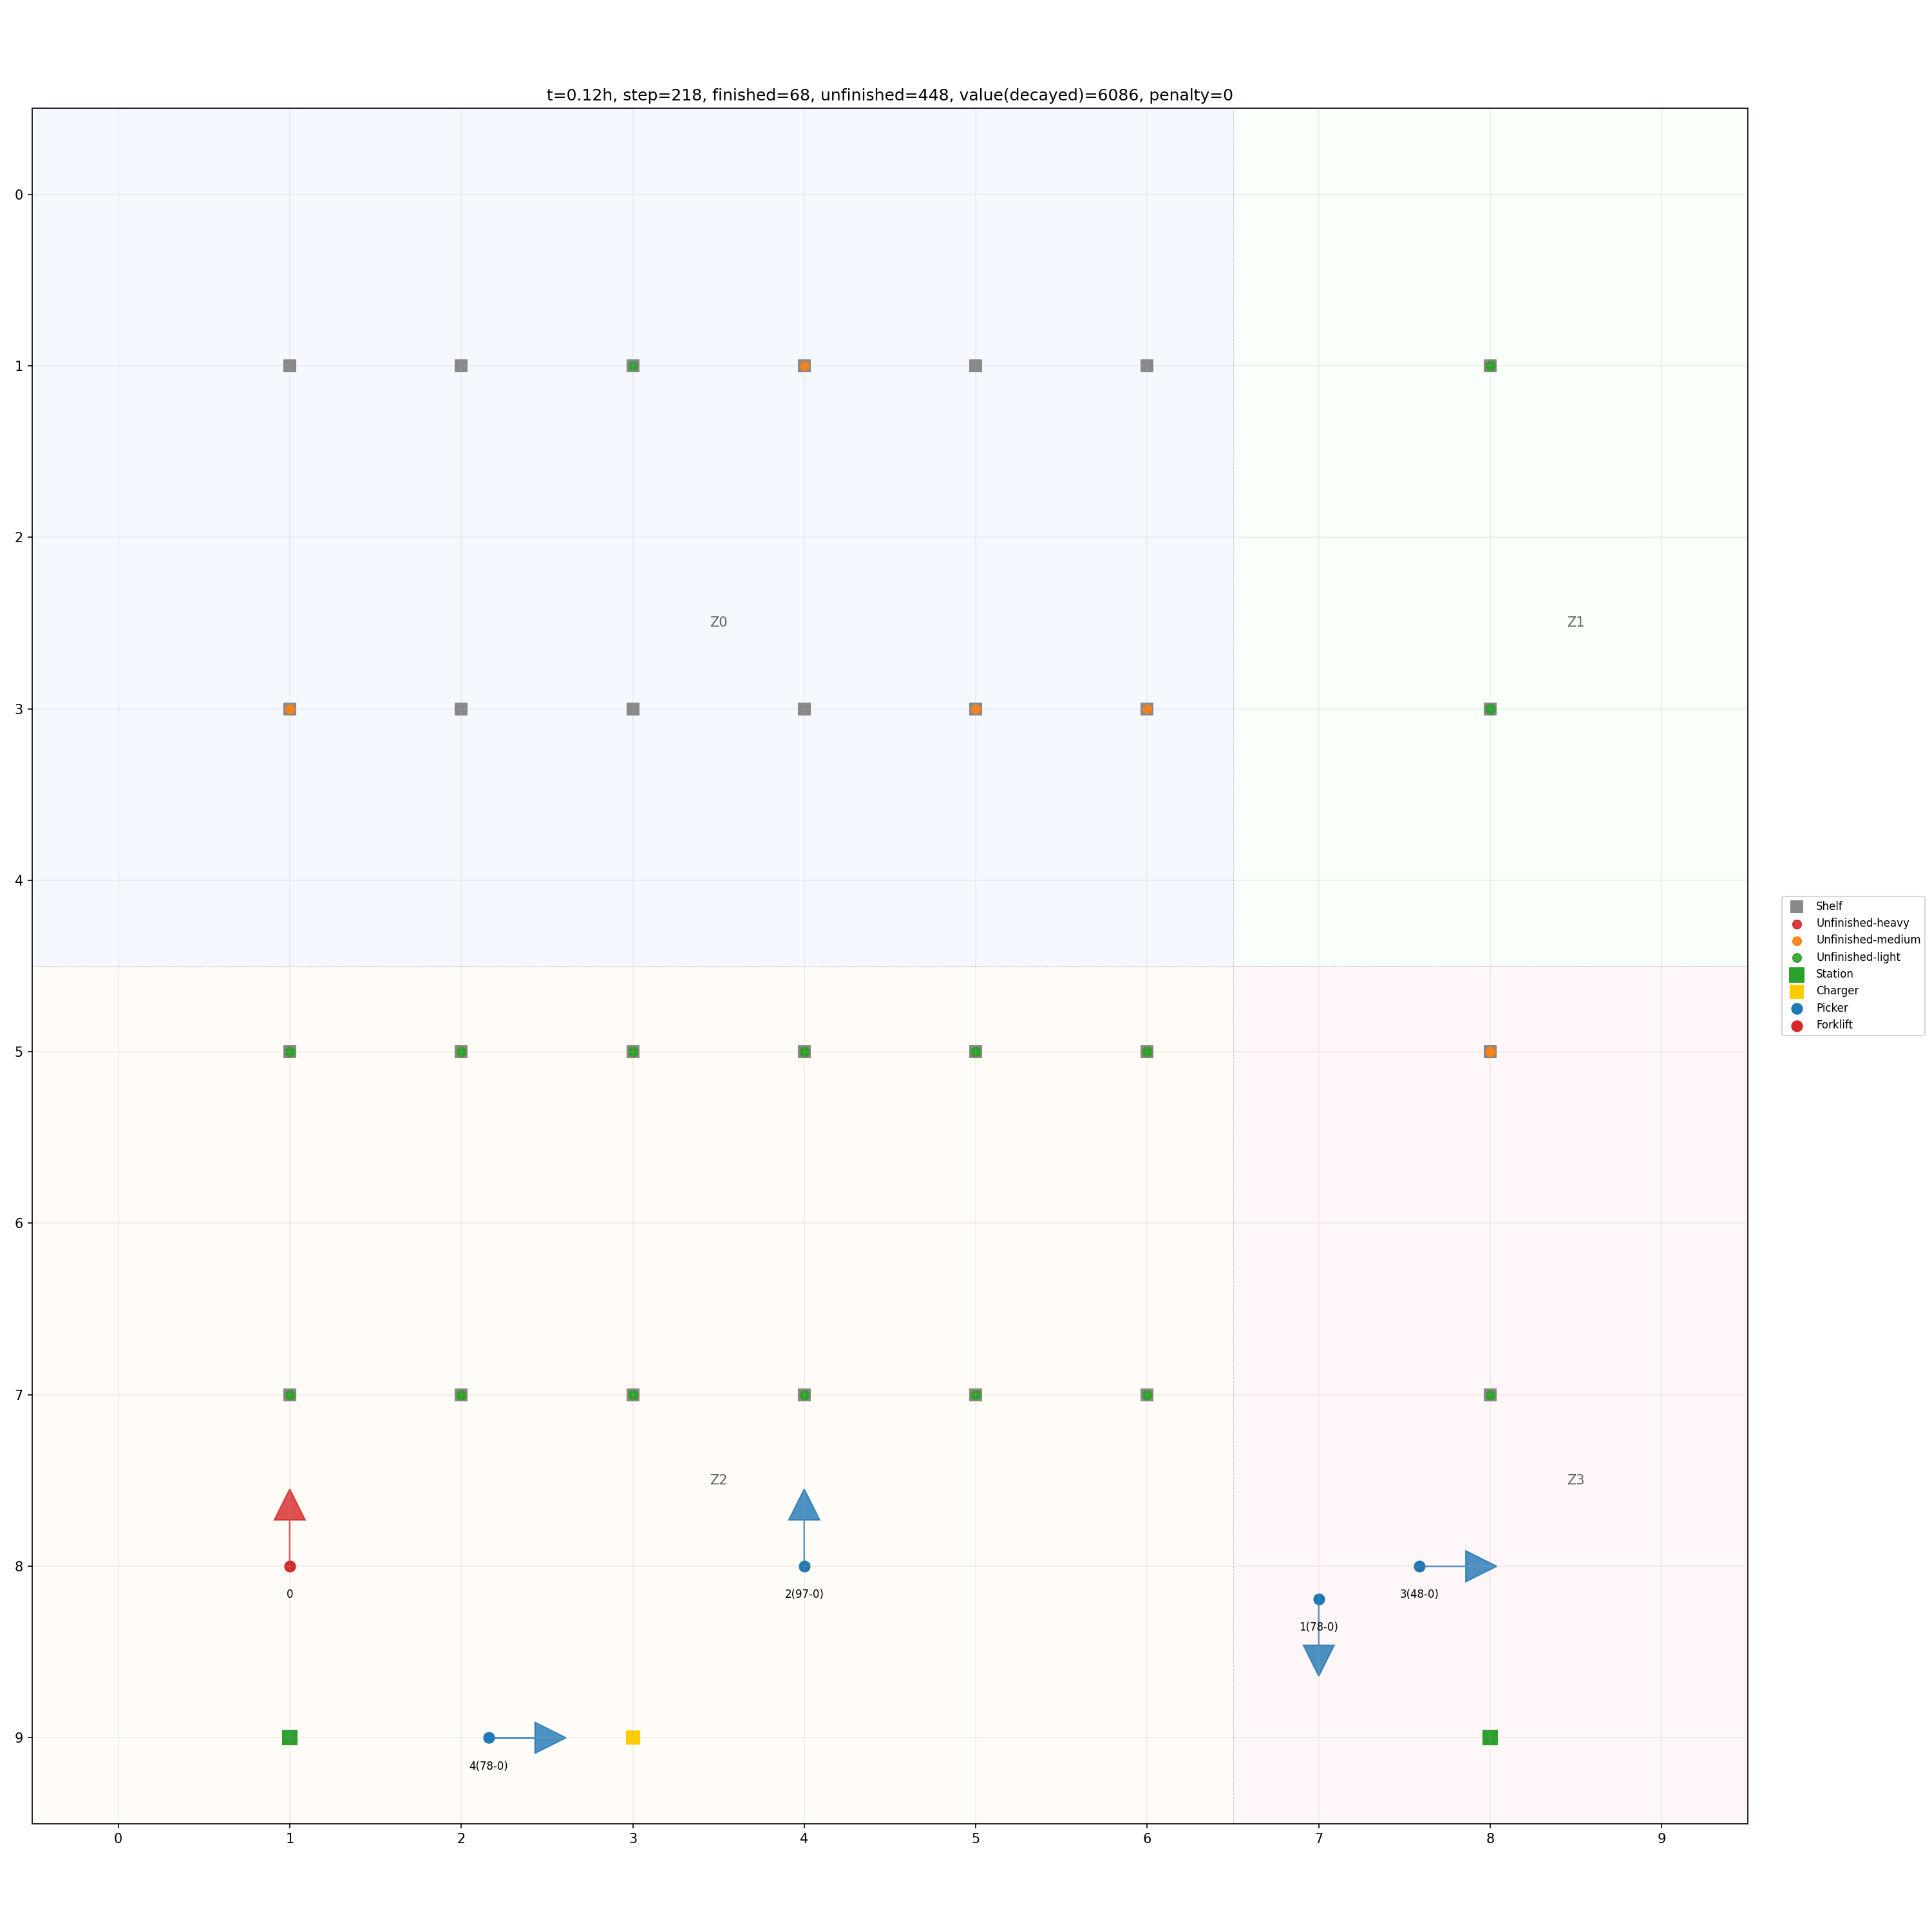 t=0.12h, step=218, finished=68, unfinished=448, value(decayed)=6086, penalty=0
0
1
2
Z0
Z1
3
4
Shelf
Unfinished-heavy
Unfinished-medium
Unfinished-light
Station
Charger
Picker
Forklift
5
6
7
Z2
Z3
8
0
2(97-0)
3(48-0)
1(78-0)
9
4(78-0)
0 1 2 3 4 5 6 7 8 9